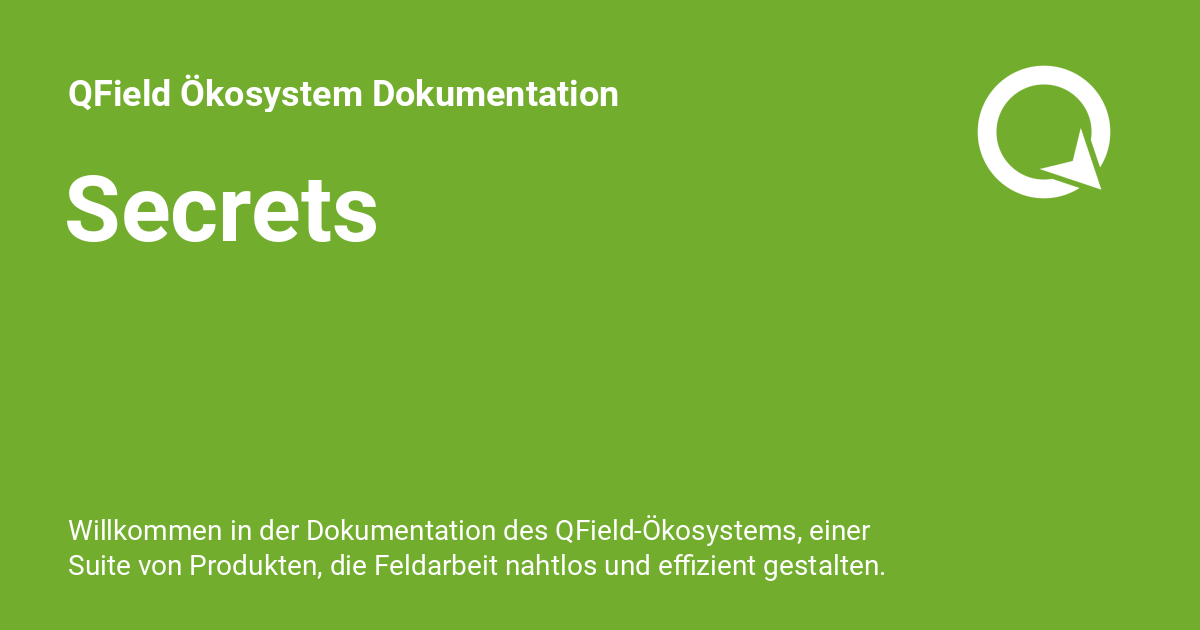 QField Ökosystem Dokumentation
Secrets
Willkommen in der Dokumentation des QField-Ökosystems, einer
Suite von Produkten, die Feldarbeit nahtlos und effizient gestalten.